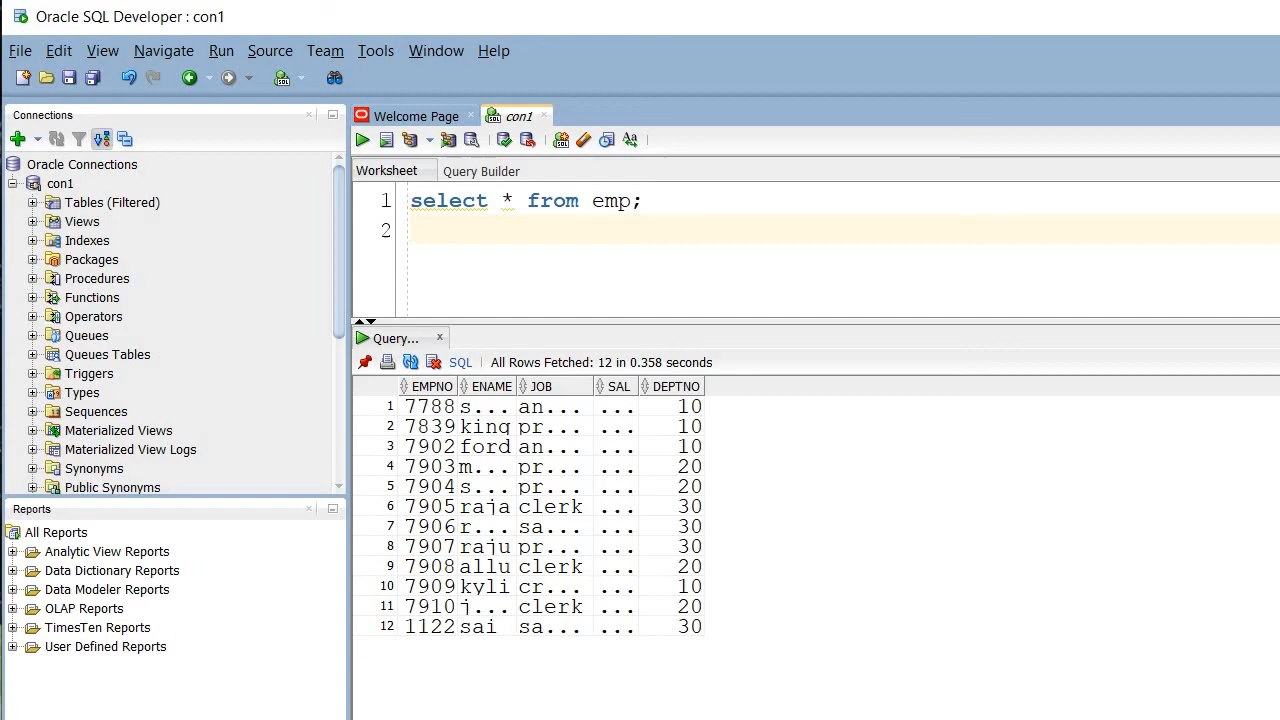 Oracle SQL Developer : con1
File Edit View Navigate Run Source Team Tools Window Help
Connections
Welcome Page
con1
Worksheet Query Builder
Oracle Connections
con1
Tables (Filtered)
Views
Indexes
Packages
Procedures
Functions
Operators
Queues
Queues Tables
Triggers
Types
Sequences
Materialized Views
Materialized View Logs
Synonyms
Public Synonyms
Reports
All Reports
Analytic View Reports
Data Dictionary Reports
Data Modeler Reports
OLAP Reports
TimesTen Reports
User Defined Reports
1 select * from emp;
2
Query...
SQL All Rows Fetched: 12 in 0.358 seconds
EMPNO ENAME JOB SAL DEPTNO
1 7788 s... an... ... 10
2 7839 king pr... ... 10
3 7902 ford an... ... 10
4 7903 m... pr... ... 20
5 7904 s... pr... ... 20
6 7905 raja clerk ... 30
7 7906 r... sa... ... 30
8 7907 raju pr... ... 30
9 7908 allu clerk ... 20
10 7909 kyli cr... ... 10
11 7910 j... clerk ... 20
12 1122 sai sa... ... 30